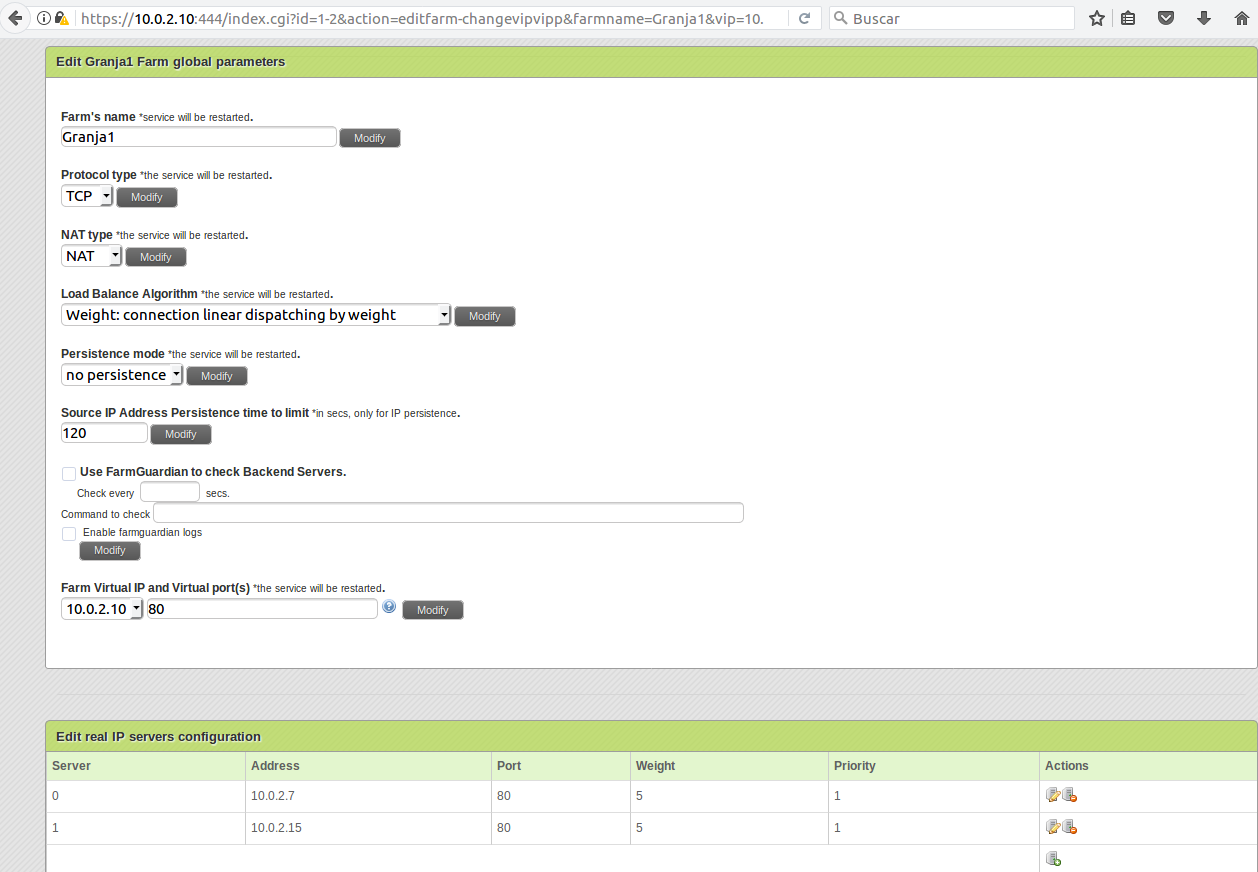 https://10.0.2.10:444/index.cgi?id=1-2&action=editfarm-changevipvipp&farmname=Granja1&vip=10. Buscar
Edit Granja1 Farm global parameters
Farm's name *service will be restarted.
Granja1 Modify
Protocol type *the service will be restarted.
TCP Modify
NAT type *the service will be restarted.
NAT Modify
Load Balance Algorithm *the service will be restarted.
Weight: connection linear dispatching by weight Modify
Persistence mode *the service will be restarted.
no persistence Modify
Source IP Address Persistence time to limit *in secs, only for IP persistence.
120 Modify
Use FarmGuardian to check Backend Servers.
Check every secs.
Command to check
Enable farmguardian logs
Modify
Farm Virtual IP and Virtual port(s) *the service will be restarted.
10.0.2.10 80 ? Modify
Edit real IP servers configuration
Server Address Port Weight Priority Actions
0 10.0.2.7 80 5 1
1 10.0.2.15 80 5 1